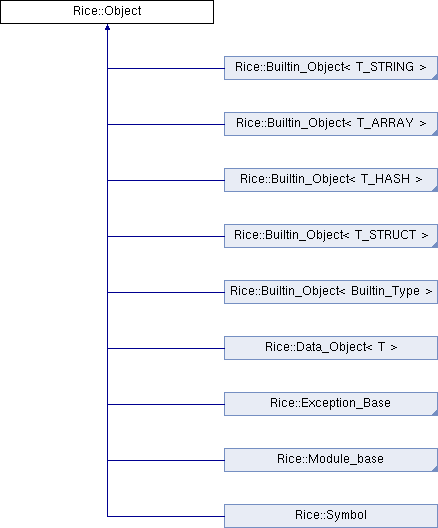 Rice::Object
Rice::Builtin_Object< T_STRING >
Rice::Builtin_Object< T_ARRAY >
Rice::Builtin_Object< T_HASH >
Rice::Builtin_Object< T_STRUCT >
Rice::Builtin_Object< Builtin_Type >
Rice::Data_Object< T >
Rice::Exception_Base
Rice::Module_base
Rice::Symbol